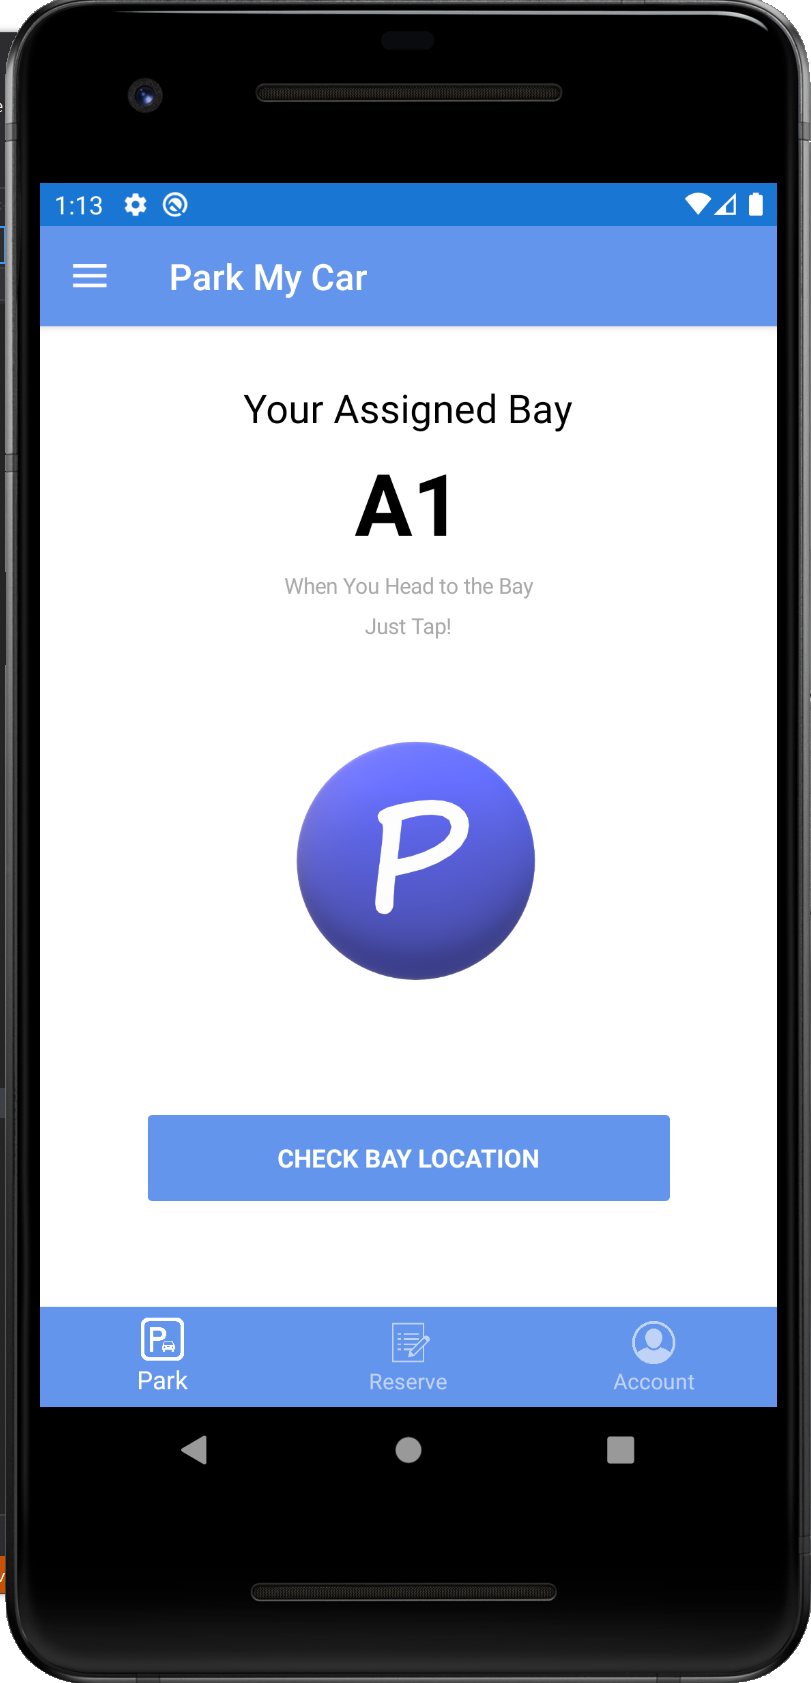 1:13
Park My Car
Your Assigned Bay
A1
When You Head to the Bay
Just Tap!
P
CHECK BAY LOCATION
P
Park
Reserve
Account